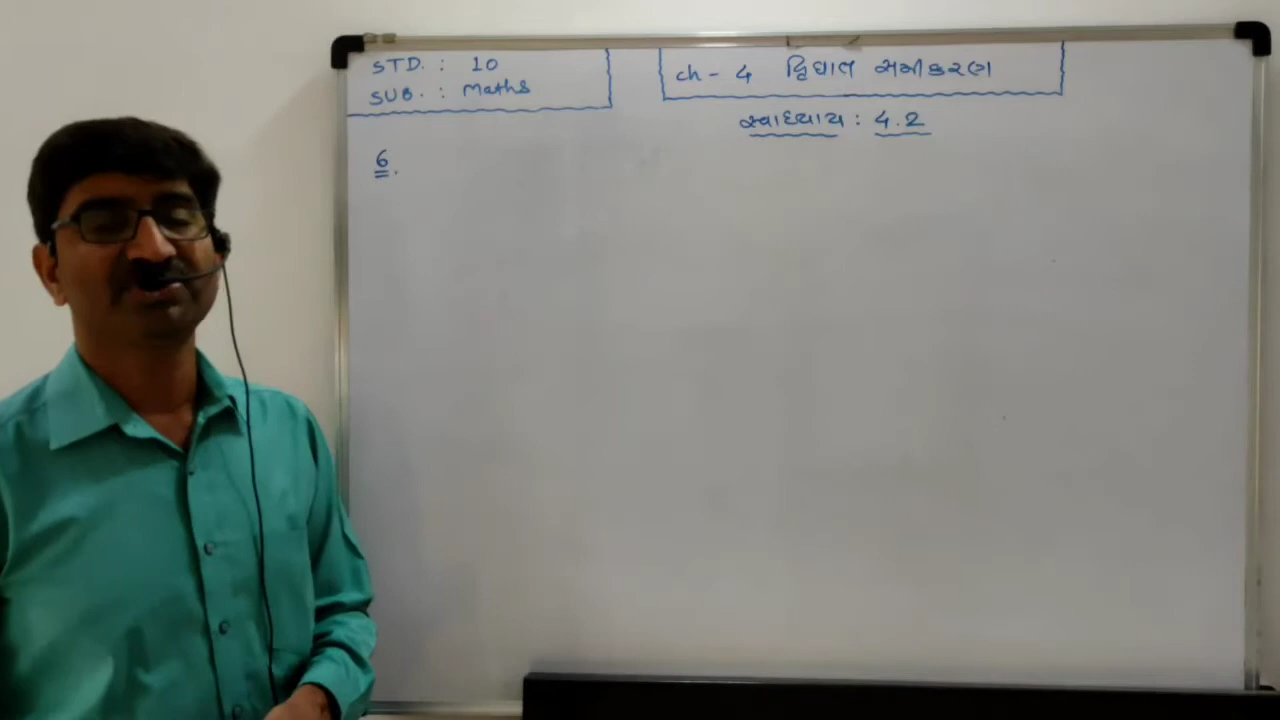 STD. : 10
SUB. : Maths
ch - 4 દ્વિઘાત સમીકરણ
સ્વાધ્યાય : 4.2
6.